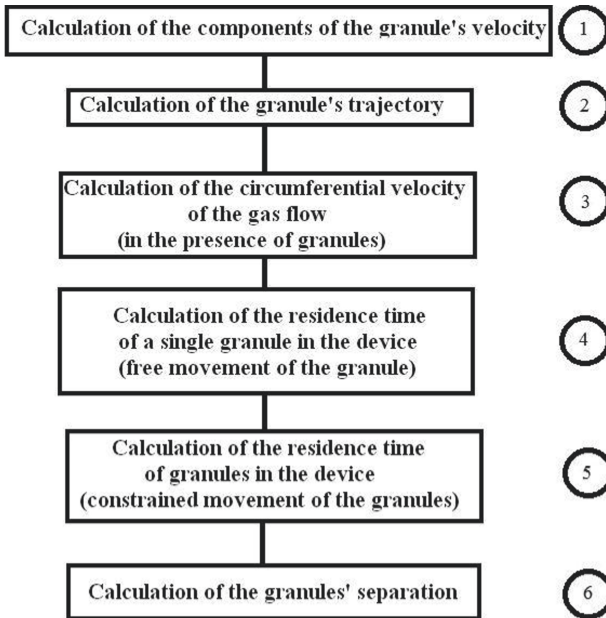 Calculation of the components of the granule's velocity
1
Calculation of the granule's trajectory
2
Calculation of the circumferential velocity
of the gas flow
(in the presence of granules)
3
Calculation of the residence time
of a single granule in the device
(free movement of the granule)
4
Calculation of the residence time
of granules in the device
(constrained movement of the granules)
5
Calculation of the granules' separation
6